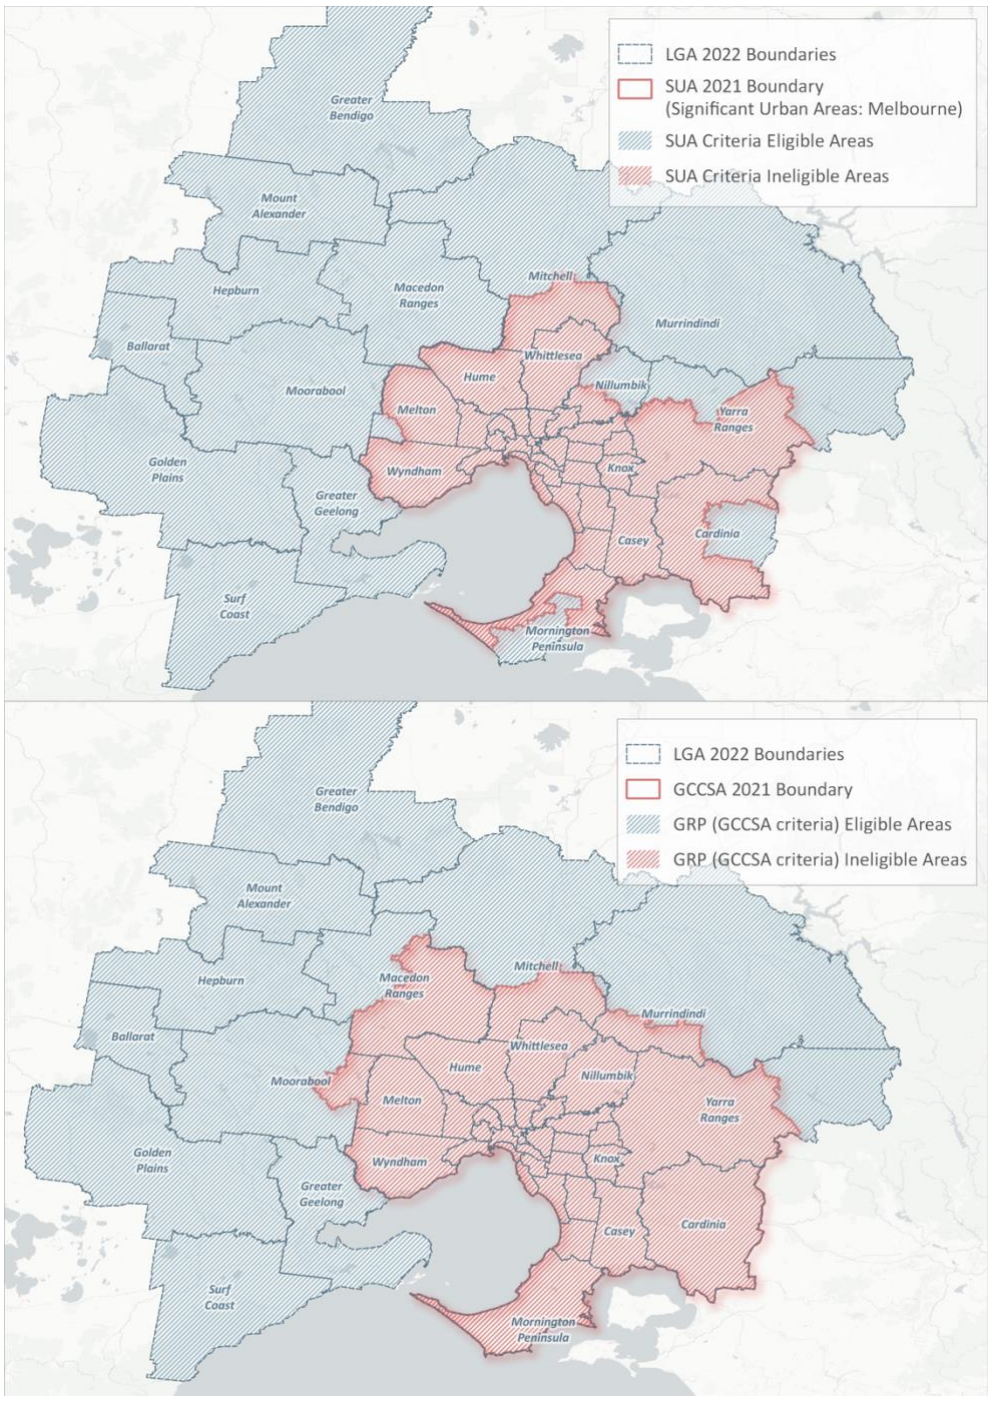 LGA 2022 Boundaries
SUA 2021 Boundary
(Significant Urban Areas: Melbourne)
SUA Criteria Eligible Areas
SUA Criteria Ineligible Areas
Greater
Bendigo
Mount
Alexander
Hepburn
Macedon
Ranges
Mitchell
Murrindindi
Ballarat
Whittlesea
Hume
Nillumbik
Moorabool
Melton
Yarra
Ranges
Golden
Plains
Wyndham
Knox
Greater
Geelong
Casey
Cardinia
Surf
Coast
Mornington
Peninsula
LGA 2022 Boundaries
GCCSA 2021 Boundary
GRP (GCCSA criteria) Eligible Areas
GRP (GCCSA criteria) Ineligible Areas
Greater
Bendigo
Mount
Alexander
Hepburn
Macedon
Ranges
Mitchell
Murrindindi
Ballarat
Whittlesea
Hume
Nillumbik
Moorabool
Melton
Yarra
Ranges
Golden
Plains
Wyndham
Knox
Greater
Geelong
Casey
Cardinia
Surf
Coast
Mornington
Peninsula